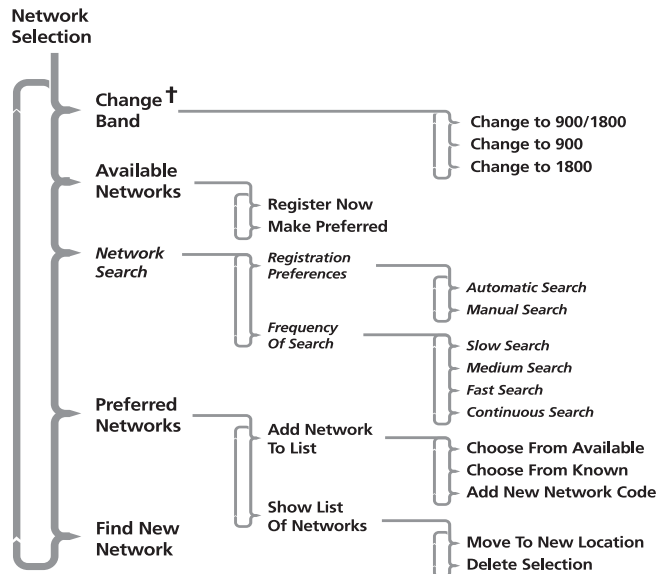 Network
Selection
Change †
Band
Change to 900/1800
Change to 900
Change to 1800
Available
Networks
Register Now
Make Preferred
Network
Search
Registration
Preferences
Automatic Search
Manual Search
Frequency
Of Search
Slow Search
Medium Search
Fast Search
Continuous Search
Preferred
Networks
Add Network
To List
Choose From Available
Choose From Known
Add New Network Code
Show List
Of Networks
Move To New Location
Delete Selection
Find New
Network